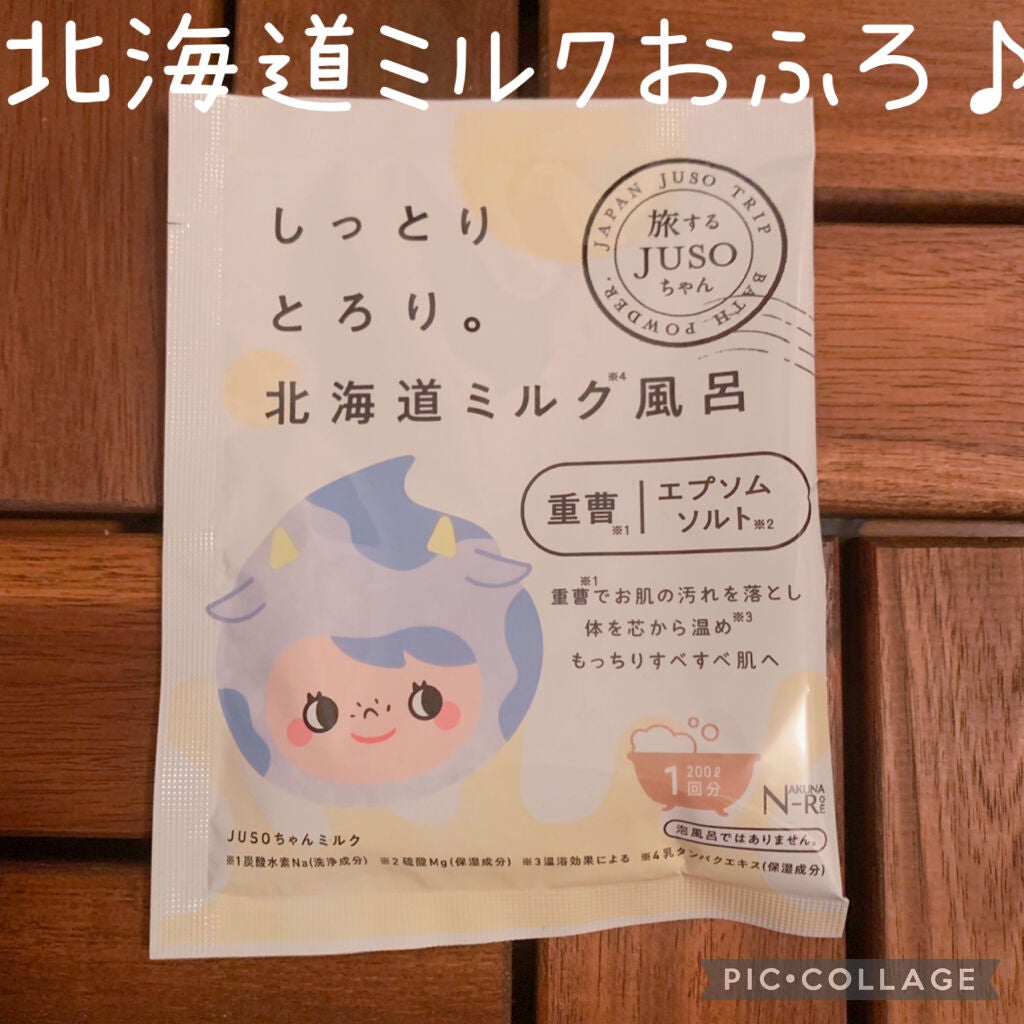 北海道ミルクおふろ♪
しっとり
とろり。
北海道ミルク※4風呂
JAPAN JUSO TRIP BATH POWDER.
旅する
JUSO
ちゃん
重曹※1
エプソム
ソルト※2
重曹※1でお肌の汚れを落とし
体を芯から温め※3
もっちりすべすべ肌へ
200ℓ
1回分
NAKUNA-RoE
泡風呂ではありません。
JUSOちゃんミルク
※1炭酸水素Na(洗浄成分) ※2硫酸Mg(保湿成分) ※3温浴効果による ※4乳タンパクエキス(保湿成分)
PIC•COLLAGE